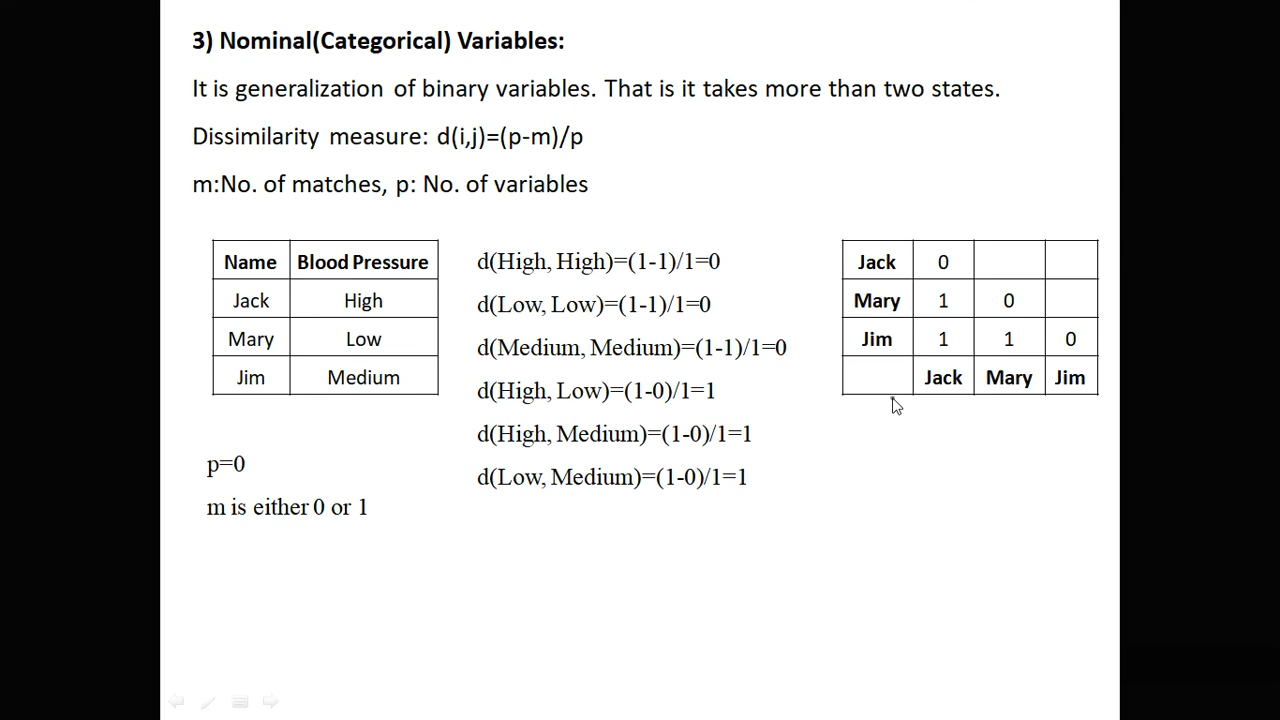 3) Nominal(Categorical) Variables:
It is generalization of binary variables. That is it takes more than two states.
Dissimilarity measure: d(i,j)=(p-m)/p
m:No. of matches, p: No. of variables
Name Blood Pressure
Jack High
Mary Low
Jim Medium
p=0
m is either 0 or 1
d(High, High)=(1-1)/1=0
d(Low, Low)=(1-1)/1=0
d(Medium, Medium)=(1-1)/1=0
d(High, Low)=(1-0)/1=1
d(High, Medium)=(1-0)/1=1
d(Low, Medium)=(1-0)/1=1
Jack 0
Mary 1 0
Jim 1 1 0
Jack Mary Jim